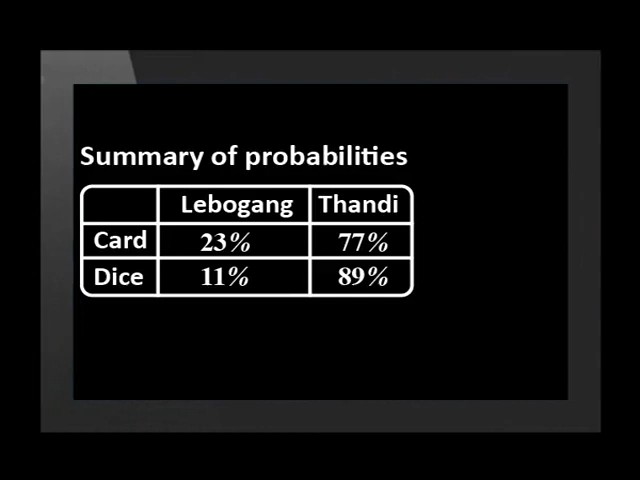 Summary of probabilities
Lebogang Thandi
Card 23% 77%
Dice 11% 89%